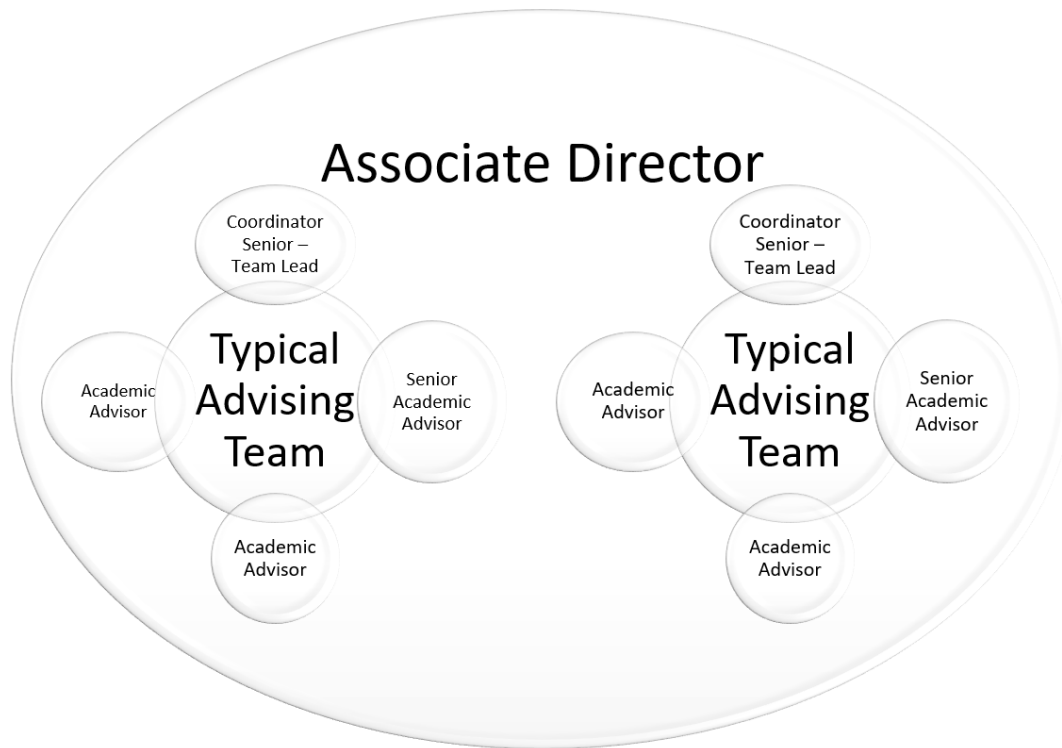 Associate Director
Coordinator
Senior –
Team Lead
Typical
Advising
Team
Academic
Advisor
Senior
Academic
Advisor
Academic
Advisor
Coordinator
Senior –
Team Lead
Typical
Advising
Team
Academic
Advisor
Senior
Academic
Advisor
Academic
Advisor